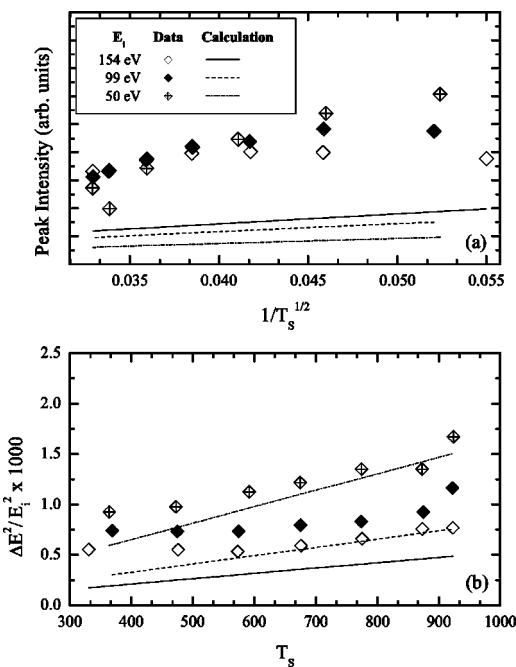 E_i Data Calculation
154 eV
99 eV
50 eV
Peak Intensity (arb. units)
(a)
0.035 0.040 0.045 0.050 0.055
1/T_S^1/2
2.5
2.0
1.5
1.0
0.5
0.0
ΔE²/E_i² x 1000
(b)
300 400 500 600 700 800 900 1000
T_S